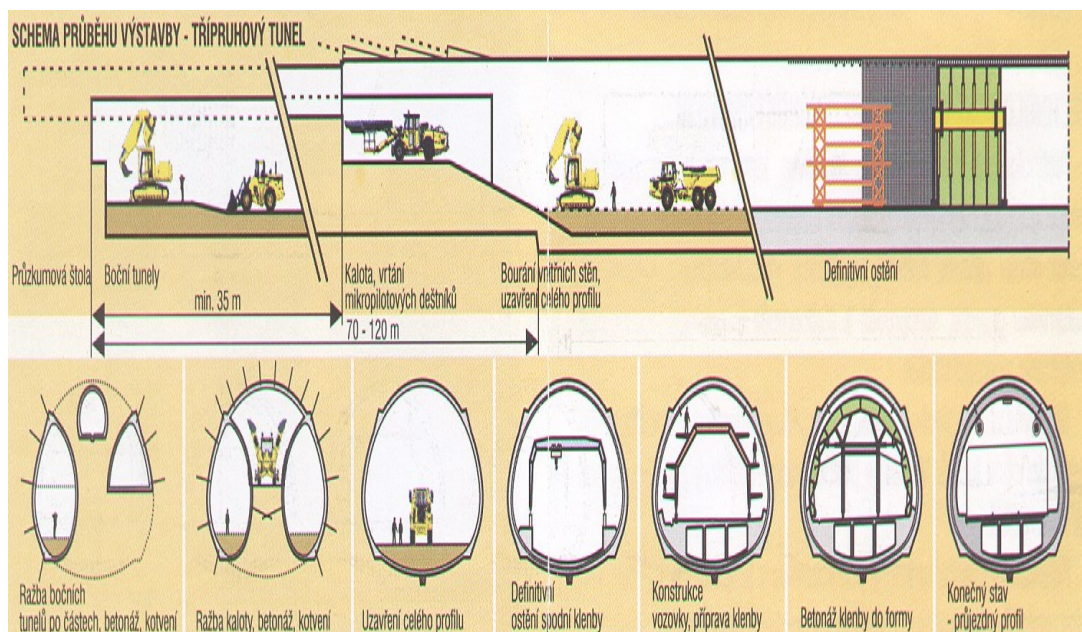 SCHEMA PRŮBĚHU VÝSTAVBY - TŘÍPRUHOVÝ TUNEL
Průzkumová štola
Boční tunely
Kalota, vrtání
mikropilotových deštníků
Bourání vnitřních stěn,
uzavření celého profilu
Definitivní ostění
min. 35 m
70 - 120 m
Ražba bočních
tunelů po částech, betonáž, kotvení
Ražba kaloty, betonáž, kotvení
Uzavření celého profilu
Definitivní
ostění spodní klenby
Konstrukce
vozovky, příprava klenby
Betonáž klenby do formy
Konečný stav
- průjezdný profil